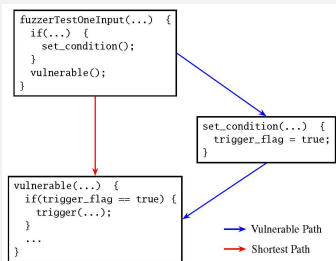 fuzzerTestOneInput(...) {
if(...) {
set_condition();
}
vulnerable();
}
set_condition(...) {
trigger_flag = true;
}
vulnerable(...) {
if(trigger_flag == true) {
trigger(...);
}
...
}
Vulnerable Path
Shortest Path